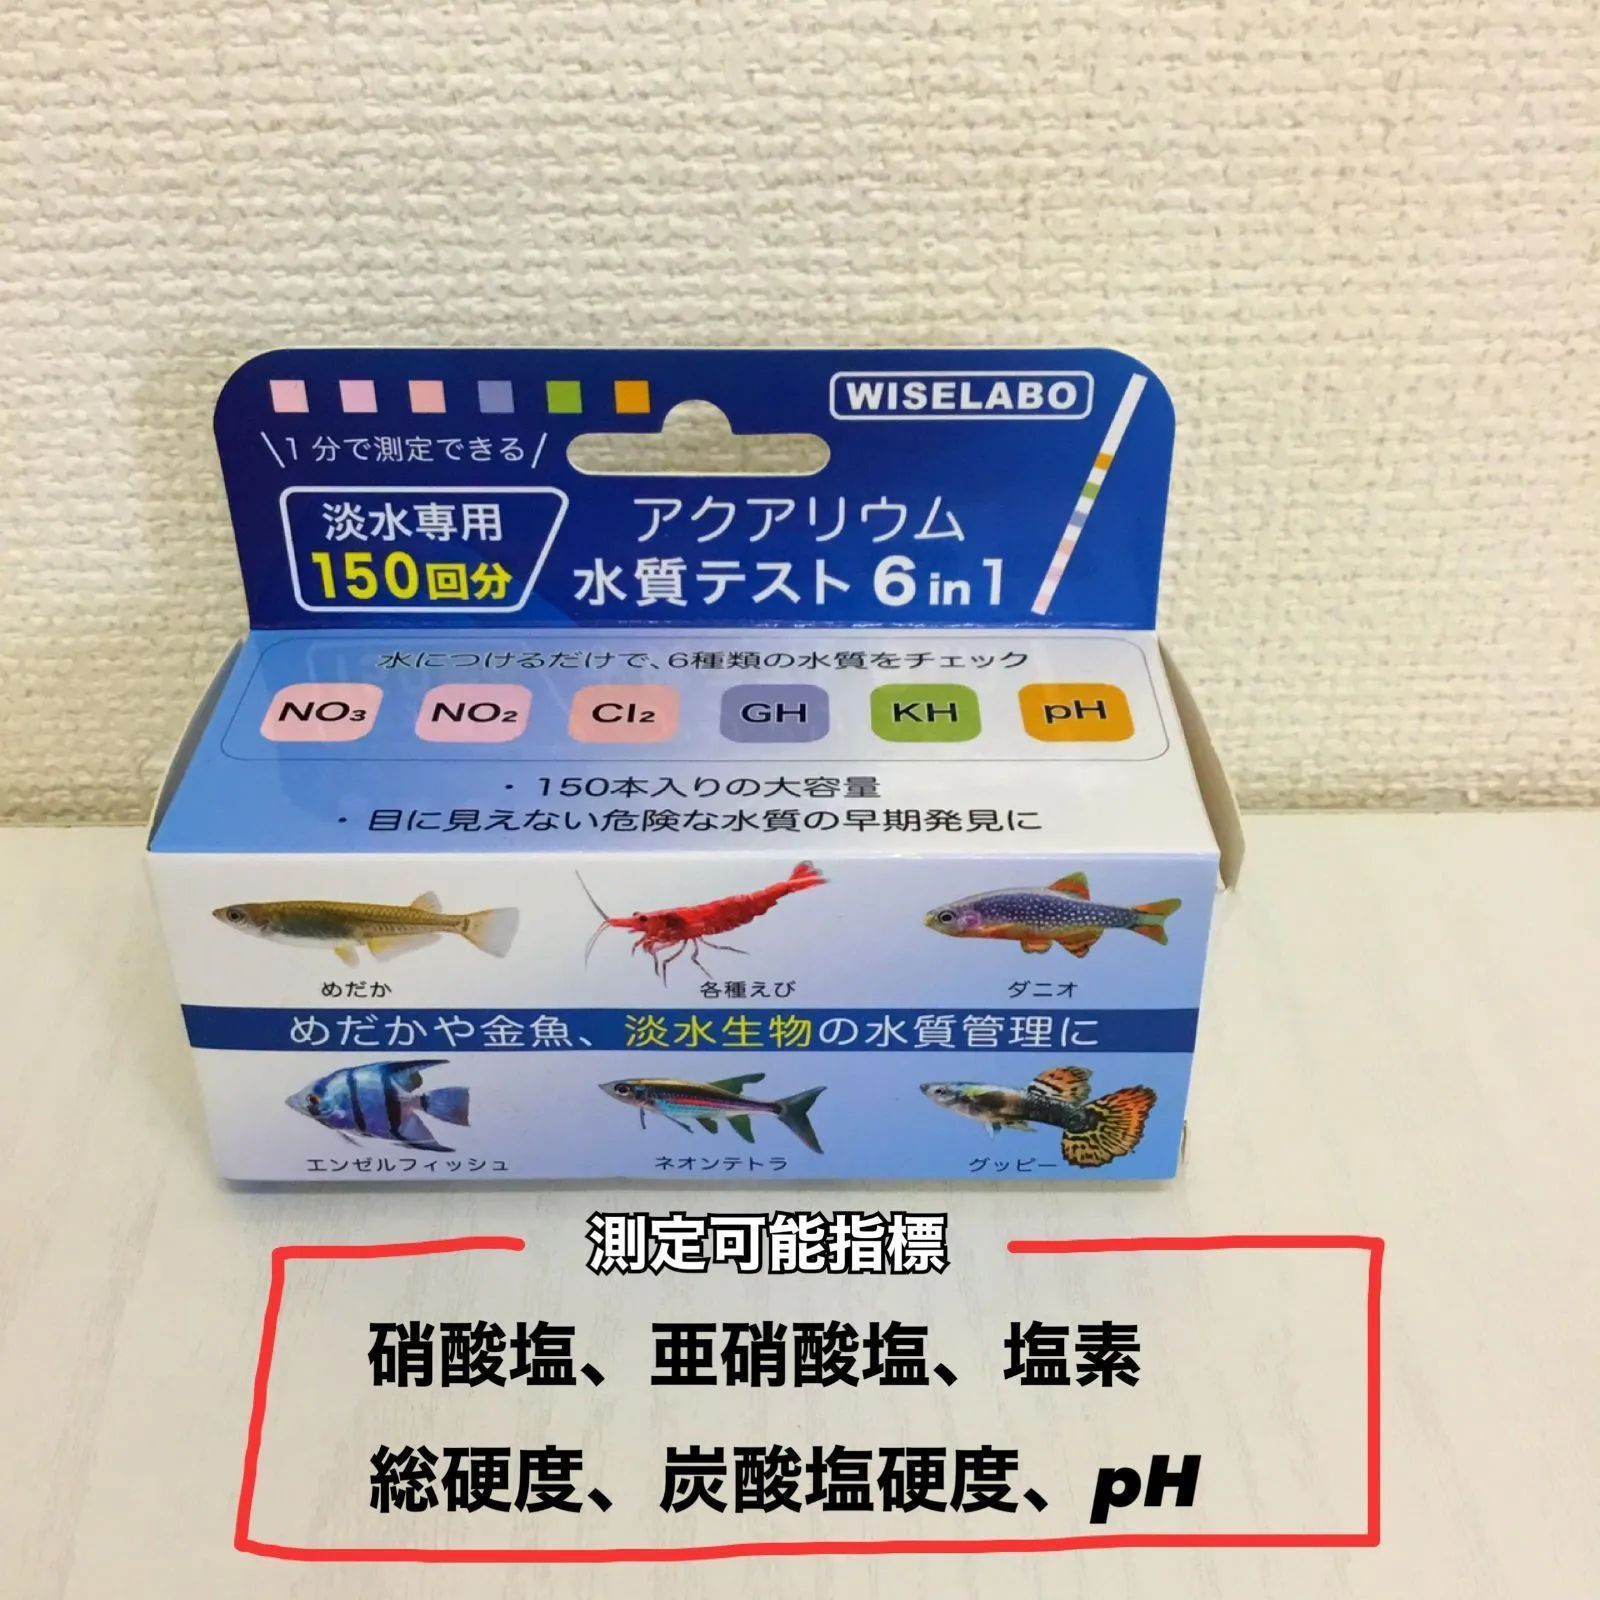 WISELABO
\1分で測定できる/
淡水専用
150回分
アクアリウム
水質テスト 6 in 1
水につけるだけで、6種類の水質をチェック
NO₃ NO₂ Cl₂ GH KH pH
・150本入りの大容量
・目に見えない危険な水質の早期発見に
めだか 各種えび ダニオ
めだかや金魚、淡水生物の水質管理に
エンゼルフィッシュ ネオンテトラ グッピー
測定可能指標
硝酸塩、亜硝酸塩、塩素
総硬度、炭酸塩硬度、pH